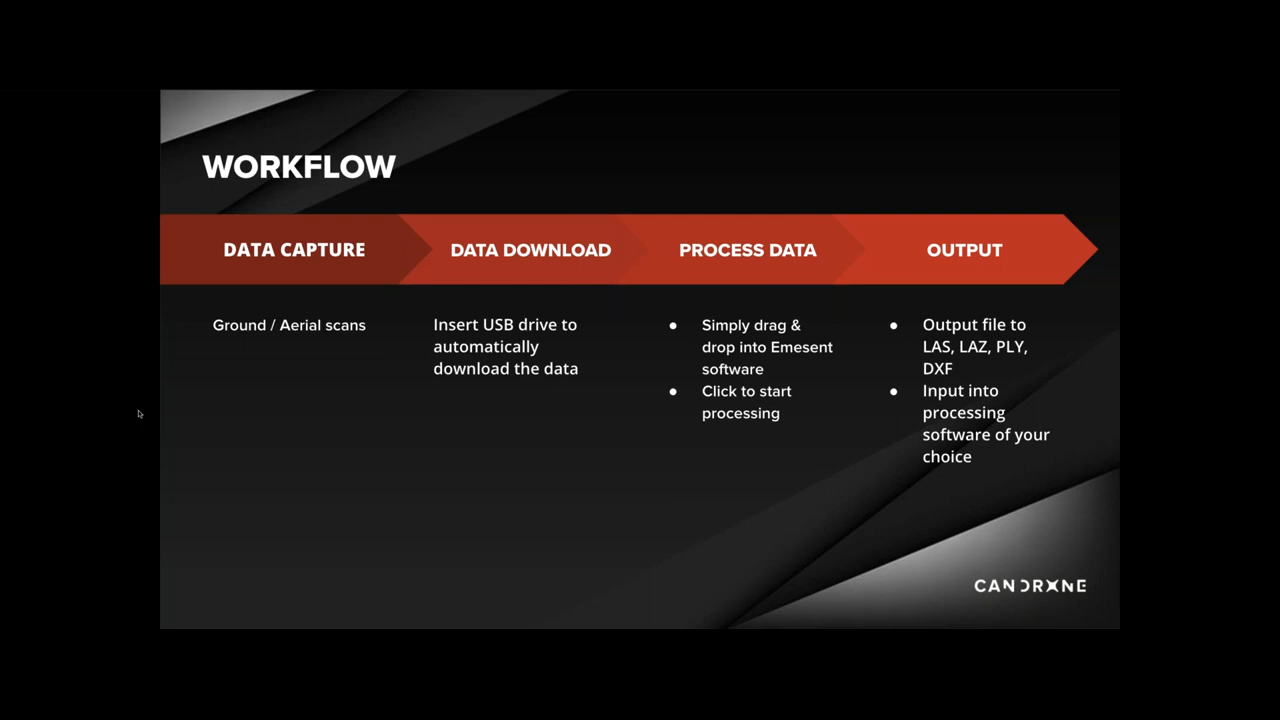 WORKFLOW
DATA CAPTURE
DATA DOWNLOAD
PROCESS DATA
OUTPUT
Ground / Aerial scans
Insert USB drive to
automatically
download the data
● Simply drag &
drop into Emesent
software
● Click to start
processing
● Output file to
LAS, LAZ, PLY,
DXF
● Input into
processing
software of your
choice
CANDRONE